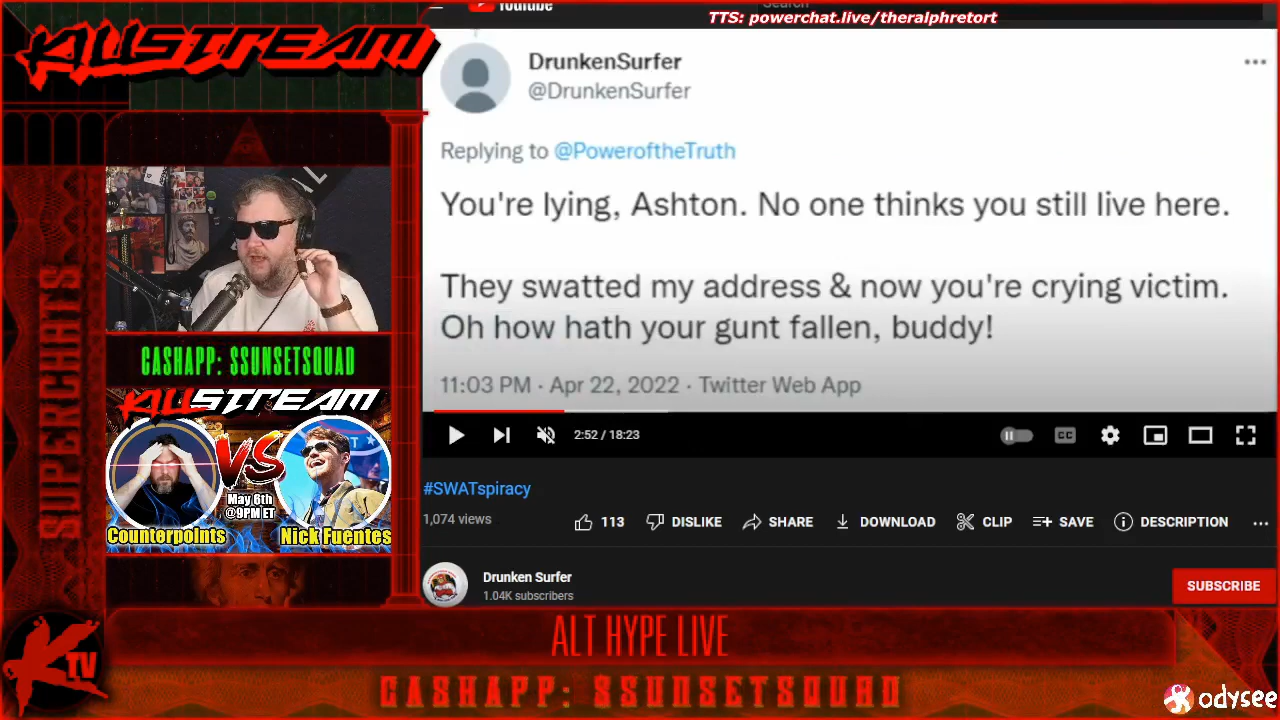 YouTube
Search
TTS: powerchat.live/theralphretort
KILLSTREAM
DrunkenSurfer
@DrunkenSurfer
Replying to @PoweroftheTruth
You're lying, Ashton. No one thinks you still live here.
They swatted my address & now you're crying victim.
Oh how hath your gunt fallen, buddy!
11:03 PM · Apr 22, 2022 · Twitter Web App
2:52 / 18:23
CC
#SWATspiracy
1,074 views
113
DISLIKE
SHARE
DOWNLOAD
CLIP
SAVE
DESCRIPTION
Drunken Surfer
1.04K subscribers
SUBSCRIBE
SUPERCHATS
CASHAPP: $SUNSETSQUAD
KILLSTREAM
VS
May 6th
@9PM ET
Counterpoints
Nick Fuentes
K TV
ALT HYPE LIVE
CASHAPP: $SUNSETSQUAD
odysee